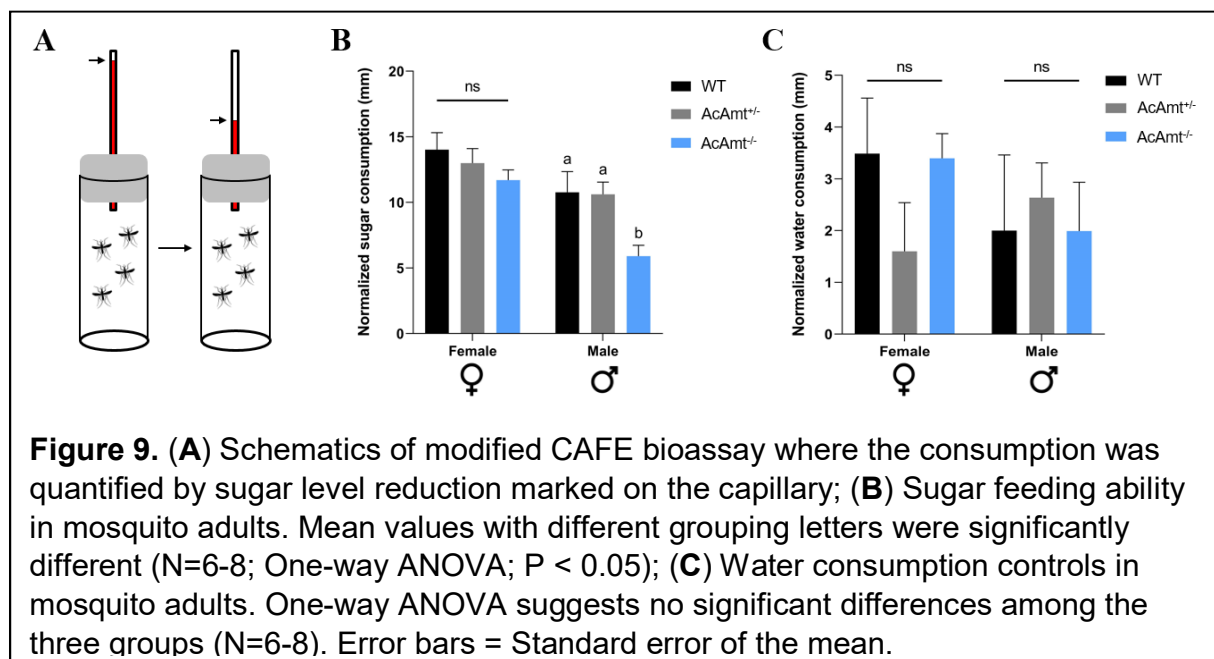 A
B
C
Normalized sugar consumption (mm)
20
15
10
5
0
ns
a
a
b
WT
AcAmt+/-
AcAmt-/-
Female
Male
♀
♂
Normalized water consumption (mm)
5
4
3
2
1
0
ns
ns
WT
AcAmt+/-
AcAmt-/-
Female
Male
♀
♂
Figure 9. (A) Schematics of modified CAFE bioassay where the consumption was
quantified by sugar level reduction marked on the capillary; (B) Sugar feeding ability
in mosquito adults. Mean values with different grouping letters were significantly
different (N=6-8; One-way ANOVA; P < 0.05); (C) Water consumption controls in
mosquito adults. One-way ANOVA suggests no significant differences among the
three groups (N=6-8). Error bars = Standard error of the mean.